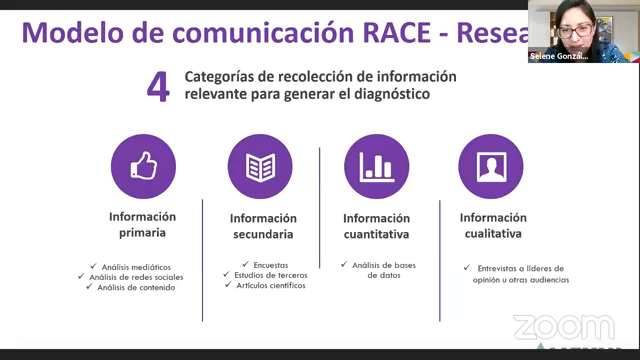 Modelo de comunicación RACE - Resea
Selene Gonzál
4
Categorías de recolección de información
relevante para generar el diagnóstico
Información
primaria
✓ Análisis mediáticos
✓ Análisis de redes sociales
✓ Análisis de contenido
Información
secundaria
✓ Encuestas
✓ Estudios de terceros
✓ Artículos científicos
Información
cuantitativa
✓ Análisis de bases
de datos
Información
cualitativa
✓ Entrevistas a líderes de
opinión u otras audiencias
zoom